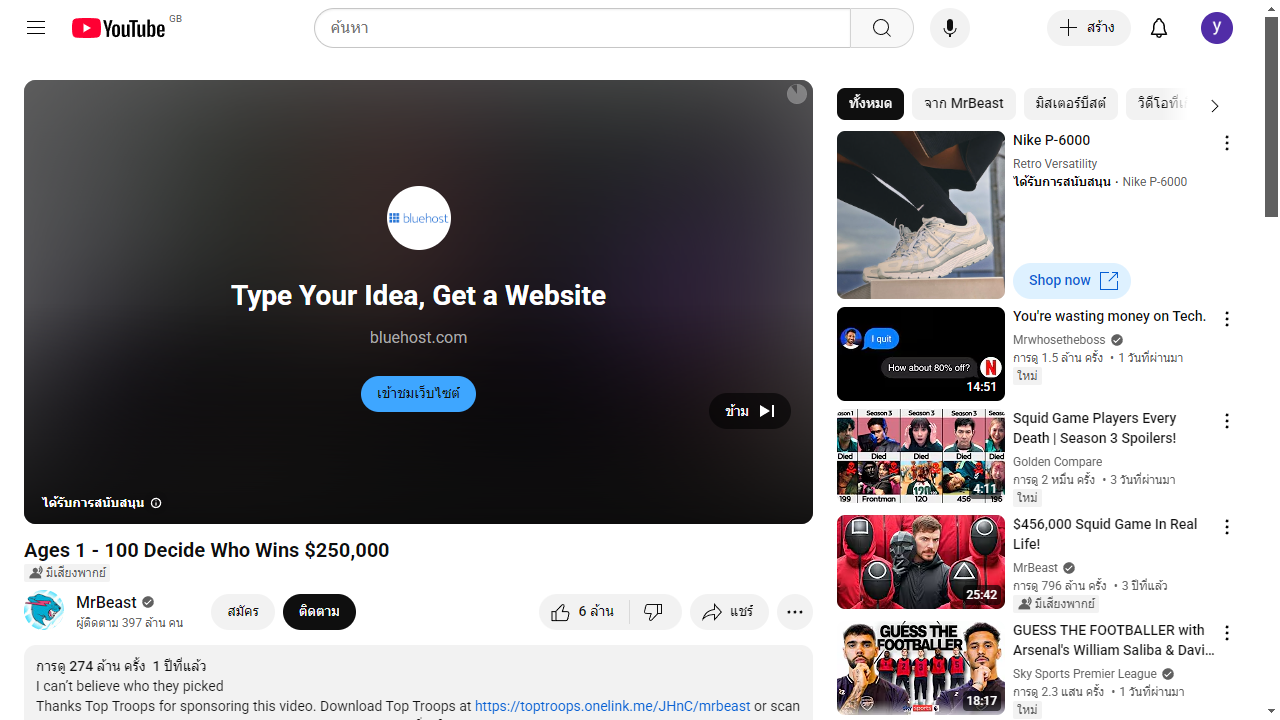 YouTube GB
ค้นหา
สร้าง
y
bluehost
Type Your Idea, Get a Website
bluehost.com
เข้าชมเว็บไซต์
ข้าม
ได้รับการสนับสนุน
Ages 1 - 100 Decide Who Wins $250,000
มีเสียงพากย์
MrBeast
ผู้ติดตาม 397 ล้าน คน
สมัคร
ติดตาม
6 ล้าน
แชร์
การดู 274 ล้าน ครั้ง 1 ปีที่แล้ว
I can't believe who they picked
Thanks Top Troops for sponsoring this video. Download Top Troops at https://toptroops.onelink.me/JHnC/mrbeast or scan
ทั้งหมด
จาก MrBeast
มิสเตอร์บีสต์
Nike P-6000
Retro Versatility
ได้รับการสนับสนุน · Nike P-6000
Shop now
I quit
How about 80% off?
N
14:51
You're wasting money on Tech.
Mrwhosetheboss
การดู 1.5 ล้าน ครั้ง • 1 วันที่ผ่านมา
ใหม่
Season 3 Season 3 Season 3
Died Died Died Died Died
199 Frontman 120 456 196
4:11
Squid Game Players Every
Death | Season 3 Spoilers!
Golden Compare
การดู 2 หมื่น ครั้ง • 3 วันที่ผ่านมา
ใหม่
25:42
$456,000 Squid Game In Real
Life!
MrBeast
การดู 796 ล้าน ครั้ง • 3 ปีที่แล้ว
มีเสียงพากย์
GUESS THE
FOOTBALLER
sky sports
18:17
GUESS THE FOOTBALLER with
Arsenal's William Saliba & Davi...
Sky Sports Premier League
การดู 2.3 แสน ครั้ง • 1 วันที่ผ่านมา
ใหม่